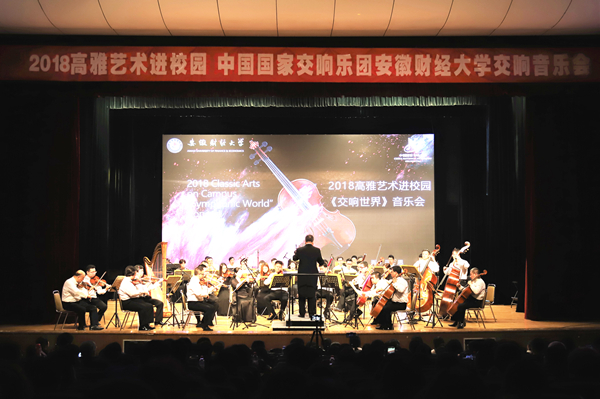 2018高雅艺术进校园 中国国家交响乐团安徽财经大学交响音乐会
安徽财经大学
2018 Classic Arts
on Campus
"Symphonic World"
2018高雅艺术进校园
《交响世界》音乐会